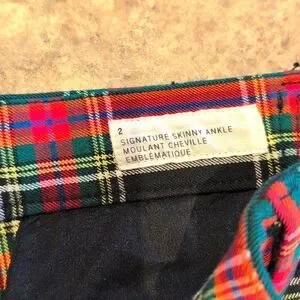 2
SIGNATURE SKINNY ANKLE
MOULANT CHEVILLE
EMBLÉMATIQUE